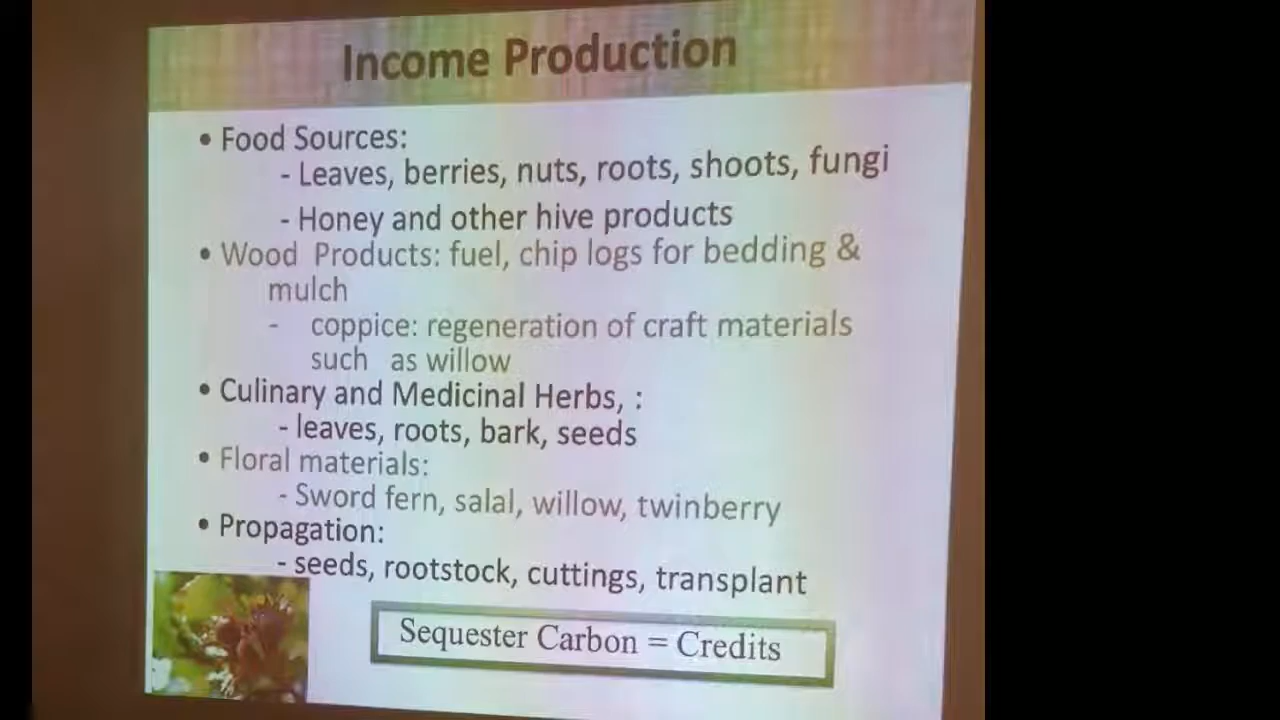 Income Production
• Food Sources:
- Leaves, berries, nuts, roots, shoots, fungi
- Honey and other hive products
• Wood Products: fuel, chip logs for bedding &
mulch
- coppice: regeneration of craft materials
such as willow
• Culinary and Medicinal Herbs, :
- leaves, roots, bark, seeds
• Floral materials:
- Sword fern, salal, willow, twinberry
• Propagation:
- seeds, rootstock, cuttings, transplant
Sequester Carbon = Credits